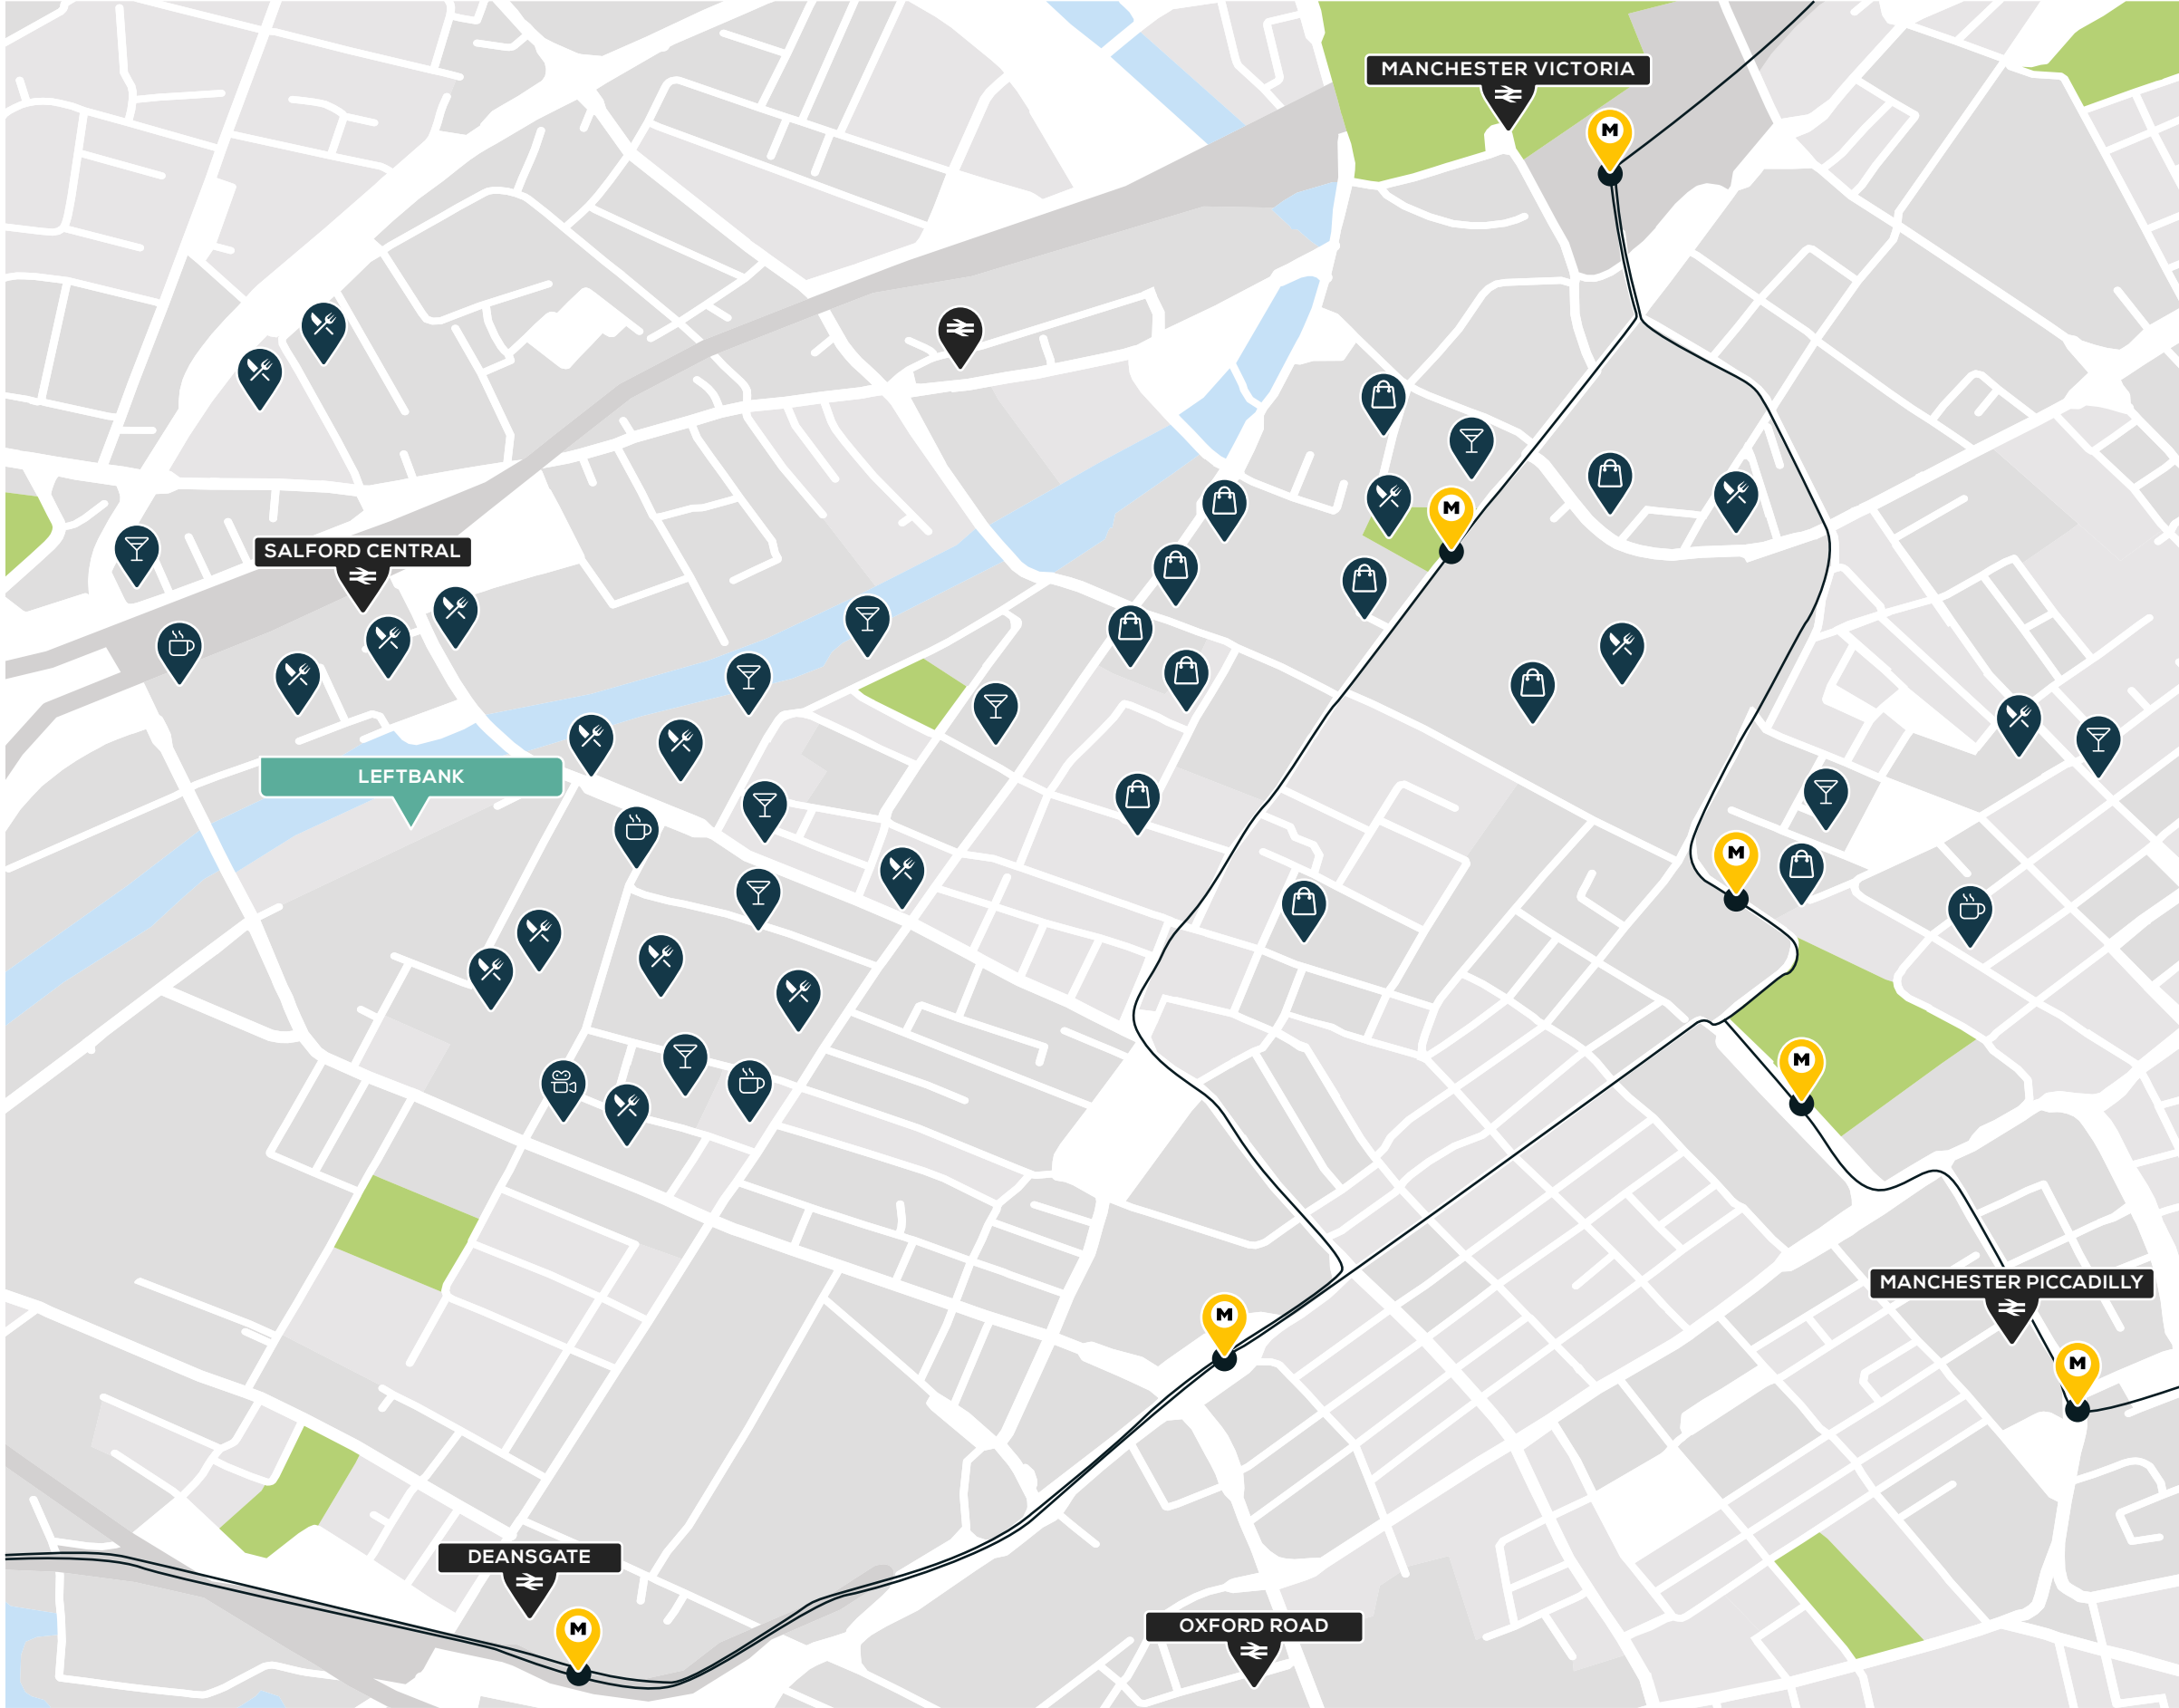 MANCHESTER VICTORIA
M
M
SALFORD CENTRAL
LEFTBANK
M
M
MANCHESTER PICCADILLY
M
M
DEANSGATE
OXFORD ROAD
M